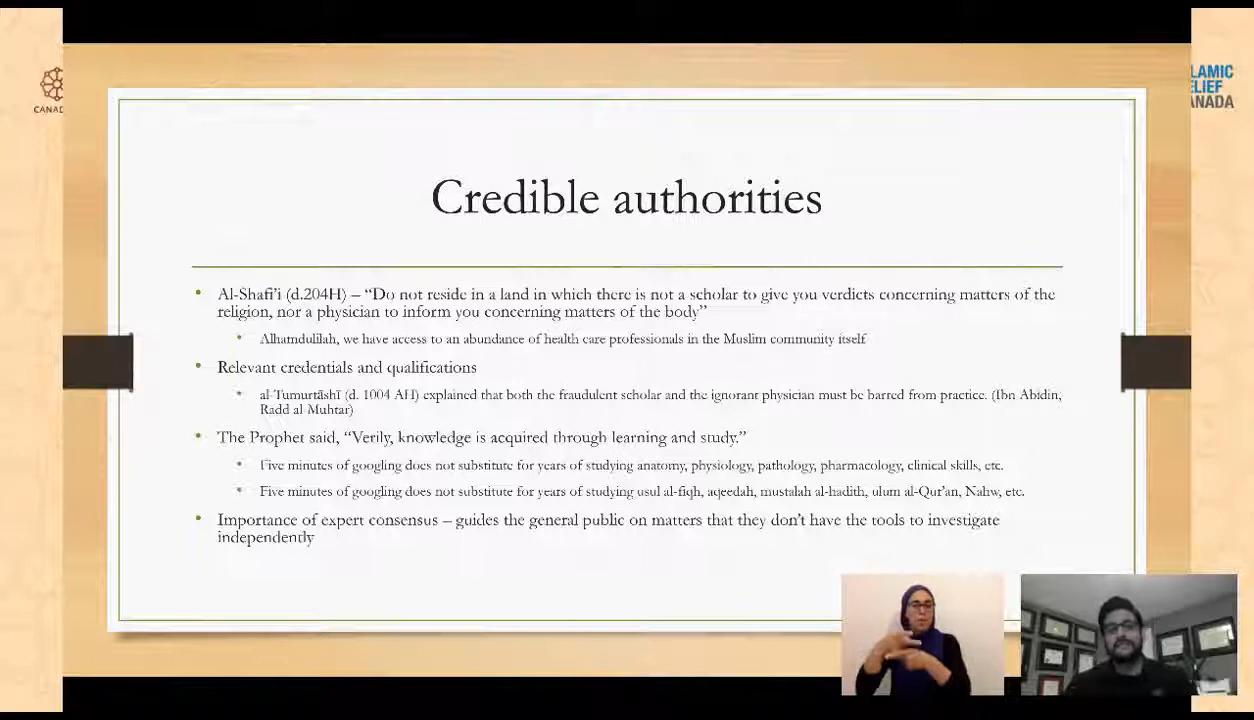 CANAD
LAMIC
ELIEF
ANADA
Credible authorities
• Al-Shafi'i (d.204H) – “Do not reside in a land in which there is not a scholar to give you verdicts concerning matters of the
religion, nor a physician to inform you concerning matters of the body”
• Alhamdulilah, we have access to an abundance of health care professionals in the Muslim community itself
• Relevant credentials and qualifications
• al-Tumurtāshī (d. 1004 AH) explained that both the fraudulent scholar and the ignorant physician must be barred from practice. (Ibn Abidin,
Radd al-Muhtar)
• The Prophet said, “Verily, knowledge is acquired through learning and study.”
• Five minutes of googling does not substitute for years of studying anatomy, physiology, pathology, pharmacology, clinical skills, etc.
• Five minutes of googling does not substitute for years of studying usul al-fiqh, aqeedah, mustalah al-hadith, ulum al-Qur'an, Nahw, etc.
• Importance of expert consensus – guides the general public on matters that they don't have the tools to investigate
independently